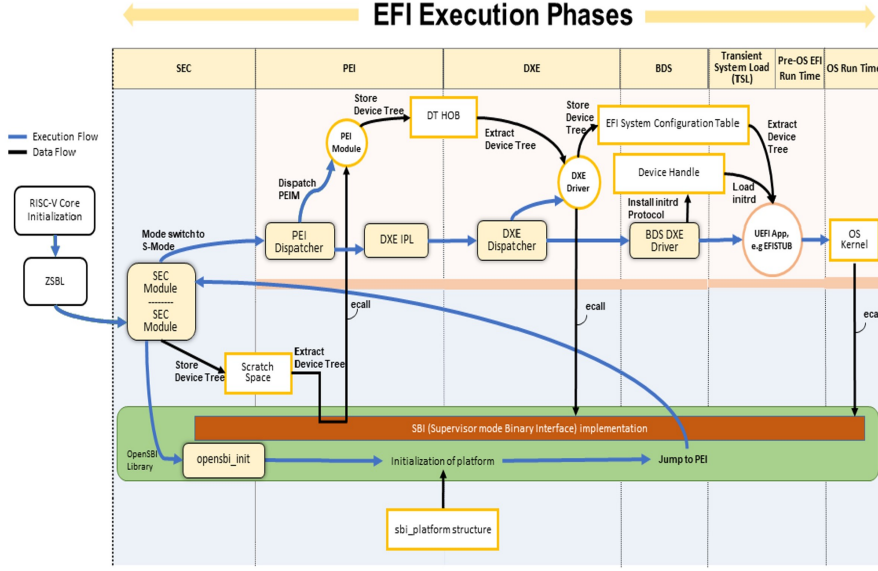 EFI Execution Phases
SEC
PEI
DXE
BDS
Transient
System Load
(TSL)
Pre-OS EFI
Run Time
OS Run Time
Execution Flow
Data Flow
RISC-V Core
Initialization
ZSBL
Mode switch to
S-Mode
SEC
Module
--------
SEC
Module
Store
Device Tree
Scratch
Space
Extract
Device Tree
Dispatch
PEIM
PEI
Dispatcher
PEI
Module
Store
Device Tree
DT HOB
Extract
Device Tree
DXE IPL
DXE
Dispatcher
DXE
Driver
Store
Device
Tree
EFI System Configuration Table
Extract
Device
Tree
Device Handle
Install initrd
Protocol
Load
initrd
BDS DXE
Driver
UEFI App,
e.g EFISTUB
OS
Kernel
ecall
ecall
eca
SBI (Supervisor mode Binary Interface) implementation
OpenSBI
Library
opensbi_init
Initialization of platform
Jump to PEI
sbi_platform structure